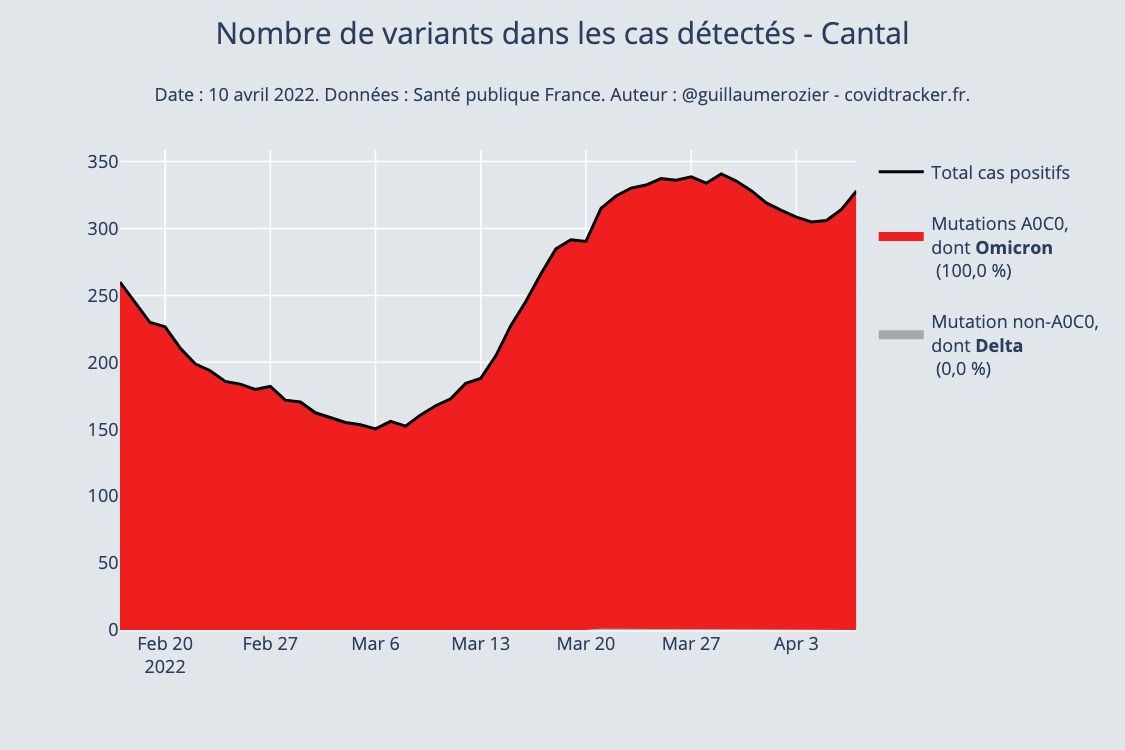 Nombre de variants dans les cas détectés - Cantal
Date : 10 avril 2022. Données : Santé publique France. Auteur : @guillaumerozier - covidtracker.fr.
350
300
250
200
150
100
50
0
Feb 20
2022
Feb 27
Mar 6
Mar 13
Mar 20
Mar 27
Apr 3
Total cas positifs
Mutations A0C0,
dont Omicron
(100,0 %)
Mutation non-A0C0,
dont Delta
(0,0 %)